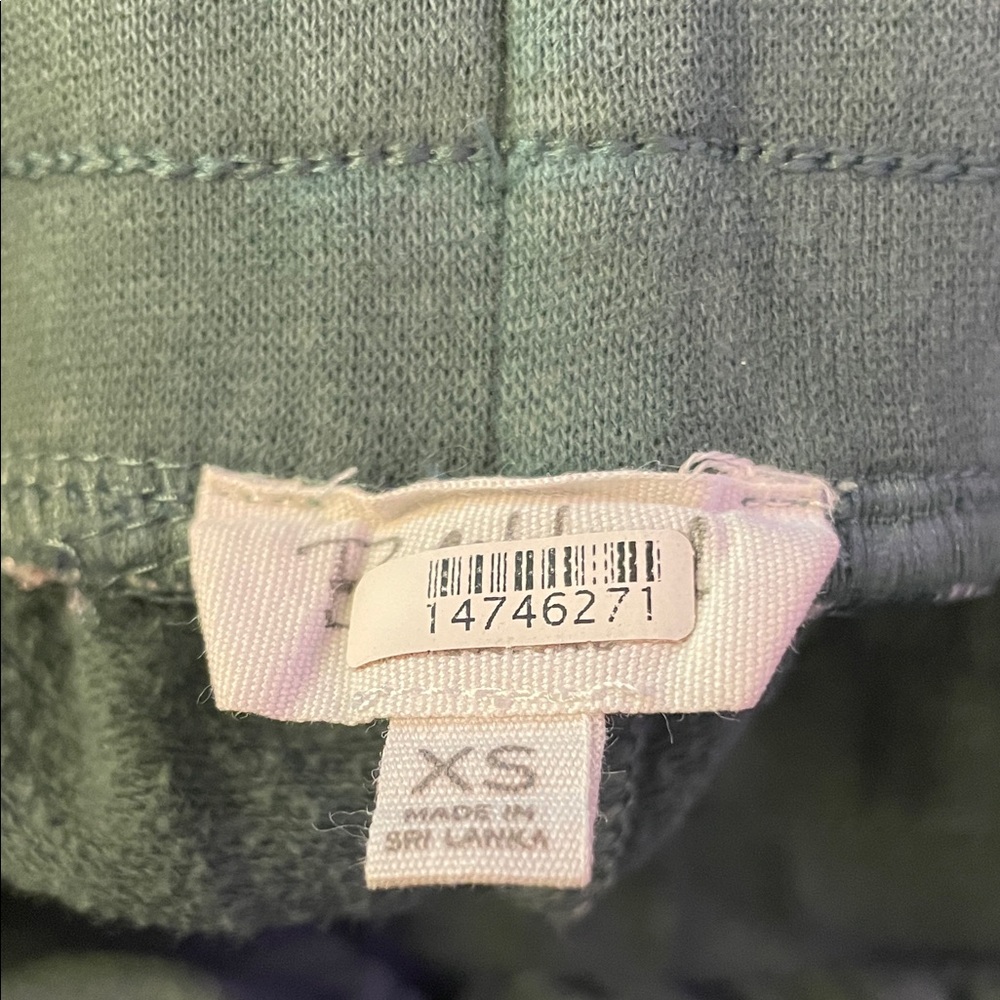 14746271
XS
MADE IN
SRI LANKA